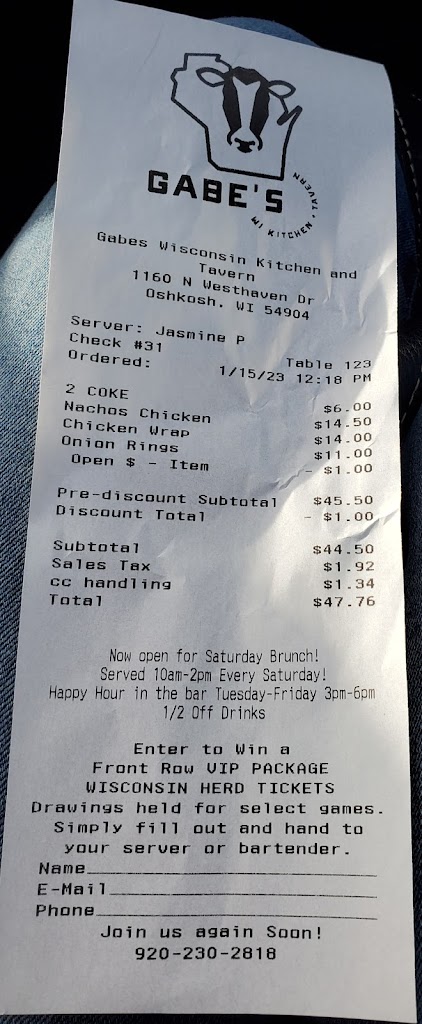 GABE'S
WI KITCHEN • TAVERN
Gabes Wisconsin Kitchen and
Tavern
1160 N Westhaven Dr
Oshkosh, WI 54904
Server: Jasmine P
Check #31 Table 123
Ordered: 1/15/23 12:18 PM
2 COKE $6.00
Nachos Chicken $14.50
Chicken Wrap $14.00
Onion Rings $11.00
Open $ - Item - $1.00
Pre-discount Subtotal $45.50
Discount Total - $1.00
Subtotal $44.50
Sales Tax $1.92
cc handling $1.34
Total $47.76
Now open for Saturday Brunch!
Served 10am-2pm Every Saturday!
Happy Hour in the bar Tuesday-Friday 3pm-6pm
1/2 Off Drinks
Enter to Win a
Front Row VIP PACKAGE
WISCONSIN HERD TICKETS
Drawings held for select games.
Simply fill out and hand to
your server or bartender.
Name
E-Mail
Phone
Join us again Soon!
920-230-2818